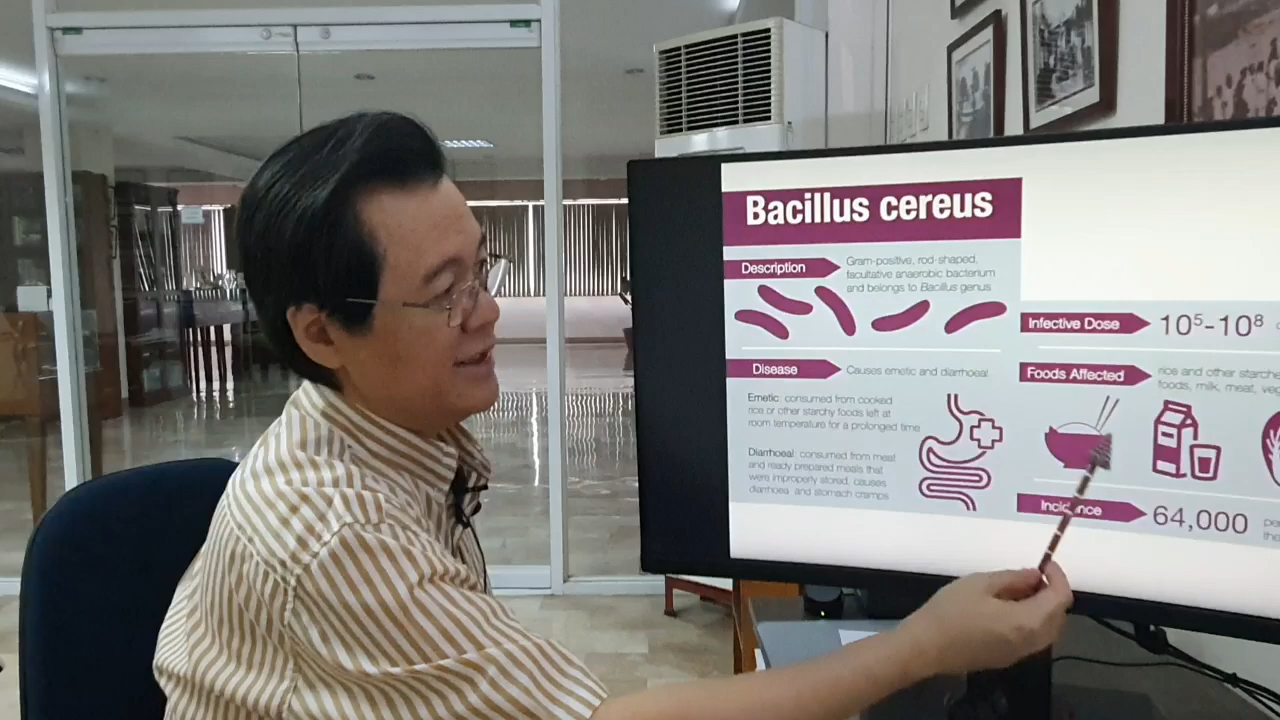 Bacillus cereus
Description
Gram-positive, rod-shaped,
facultative anaerobic bacterium
and belongs to Bacillus genus
Disease
Causes emetic and diarrhoeal
Emetic: consumed from cooked
rice or other starchy foods left at
room temperature for a prolonged time
Diarrhoeal: consumed from meat
and ready prepared meals that
were improperly stored, causes
diarrhoea and stomach cramps
Infective Dose
10⁵-10⁸
Foods Affected
rice and other starche
foods, milk, meat, veg
Incidence
64,000